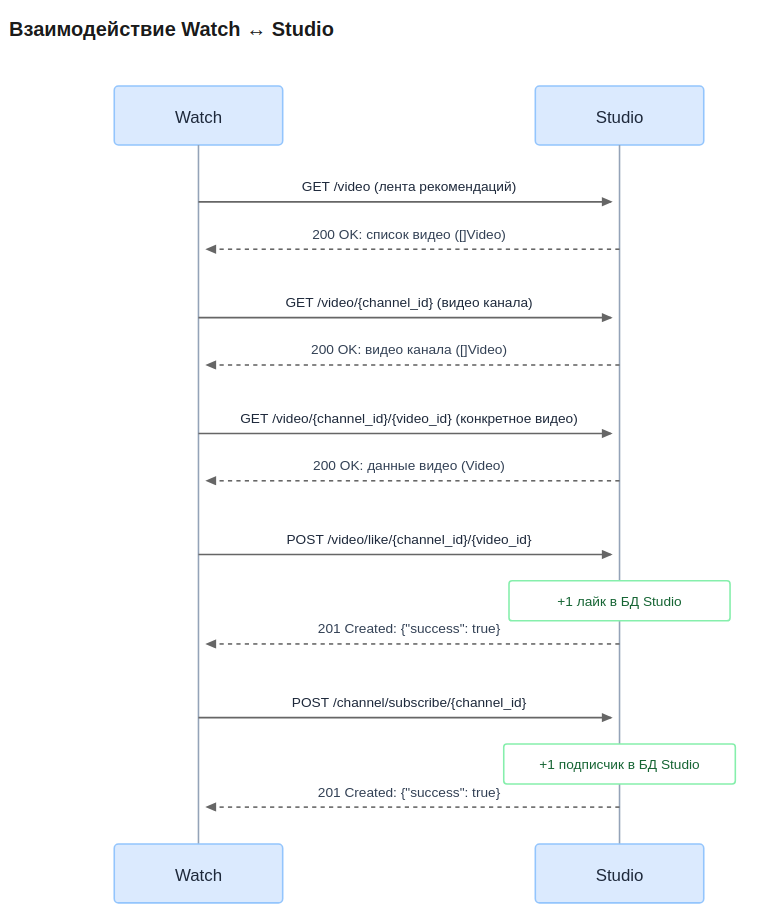 Взаимодействие Watch ↔ Studio
Watch
Studio
GET /video (лента рекомендаций)
200 OK: список видео ([]Video)
GET /video/{channel_id} (видео канала)
200 OK: видео канала ([]Video)
GET /video/{channel_id}/{video_id} (конкретное видео)
200 OK: данные видео (Video)
POST /video/like/{channel_id}/{video_id}
+1 лайк в БД Studio
201 Created: {"success": true}
POST /channel/subscribe/{channel_id}
+1 подписчик в БД Studio
201 Created: {"success": true}
Watch
Studio